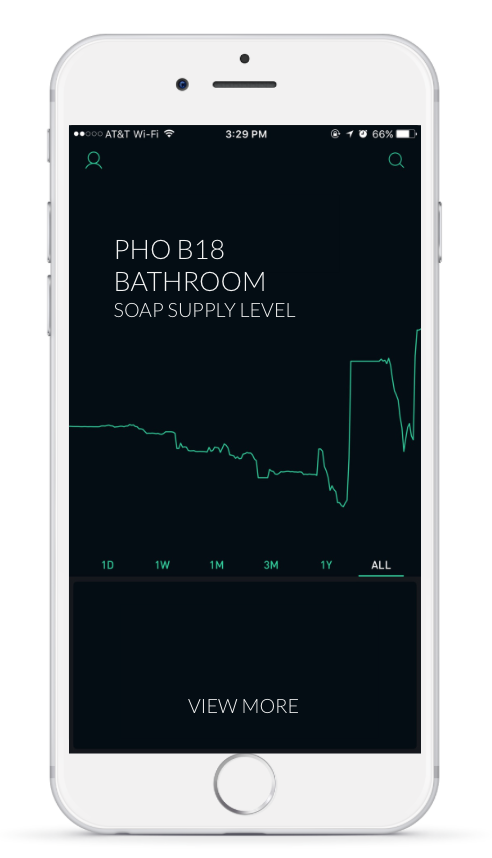 AT&T Wi-Fi 3:29 PM 66%
PHO B18
BATHROOM
SOAP SUPPLY LEVEL
1D 1W 1M 3M 1Y ALL
VIEW MORE